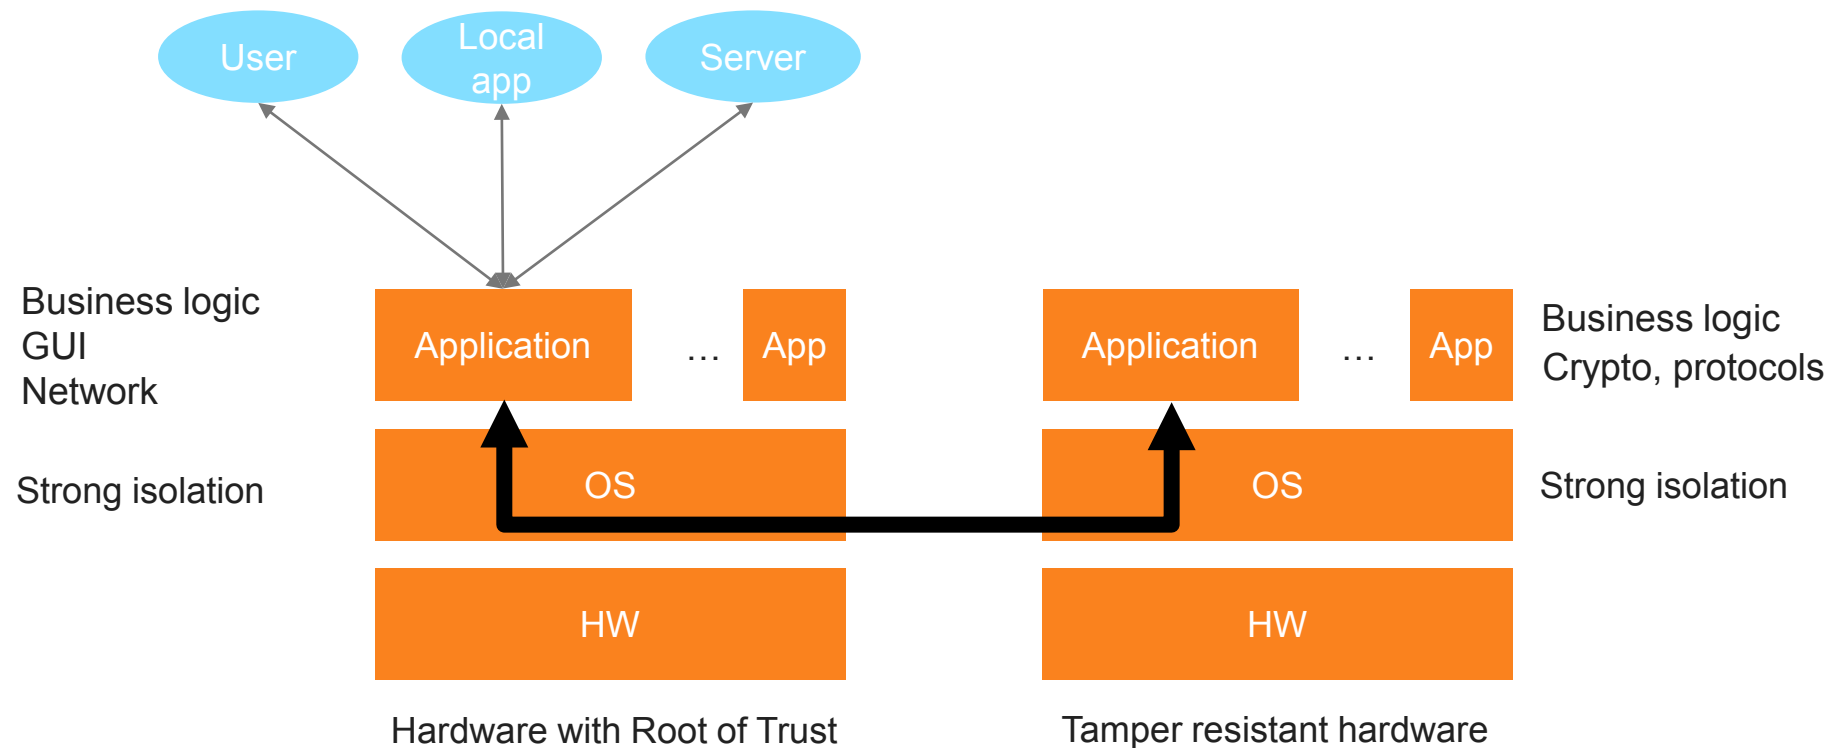 User
Local
app
Server
Business logic
GUI
Network
Application
…
App
Application
…
App
Business logic
Crypto, protocols
Strong isolation
OS
OS
Strong isolation
HW
HW
Hardware with Root of Trust
Tamper resistant hardware